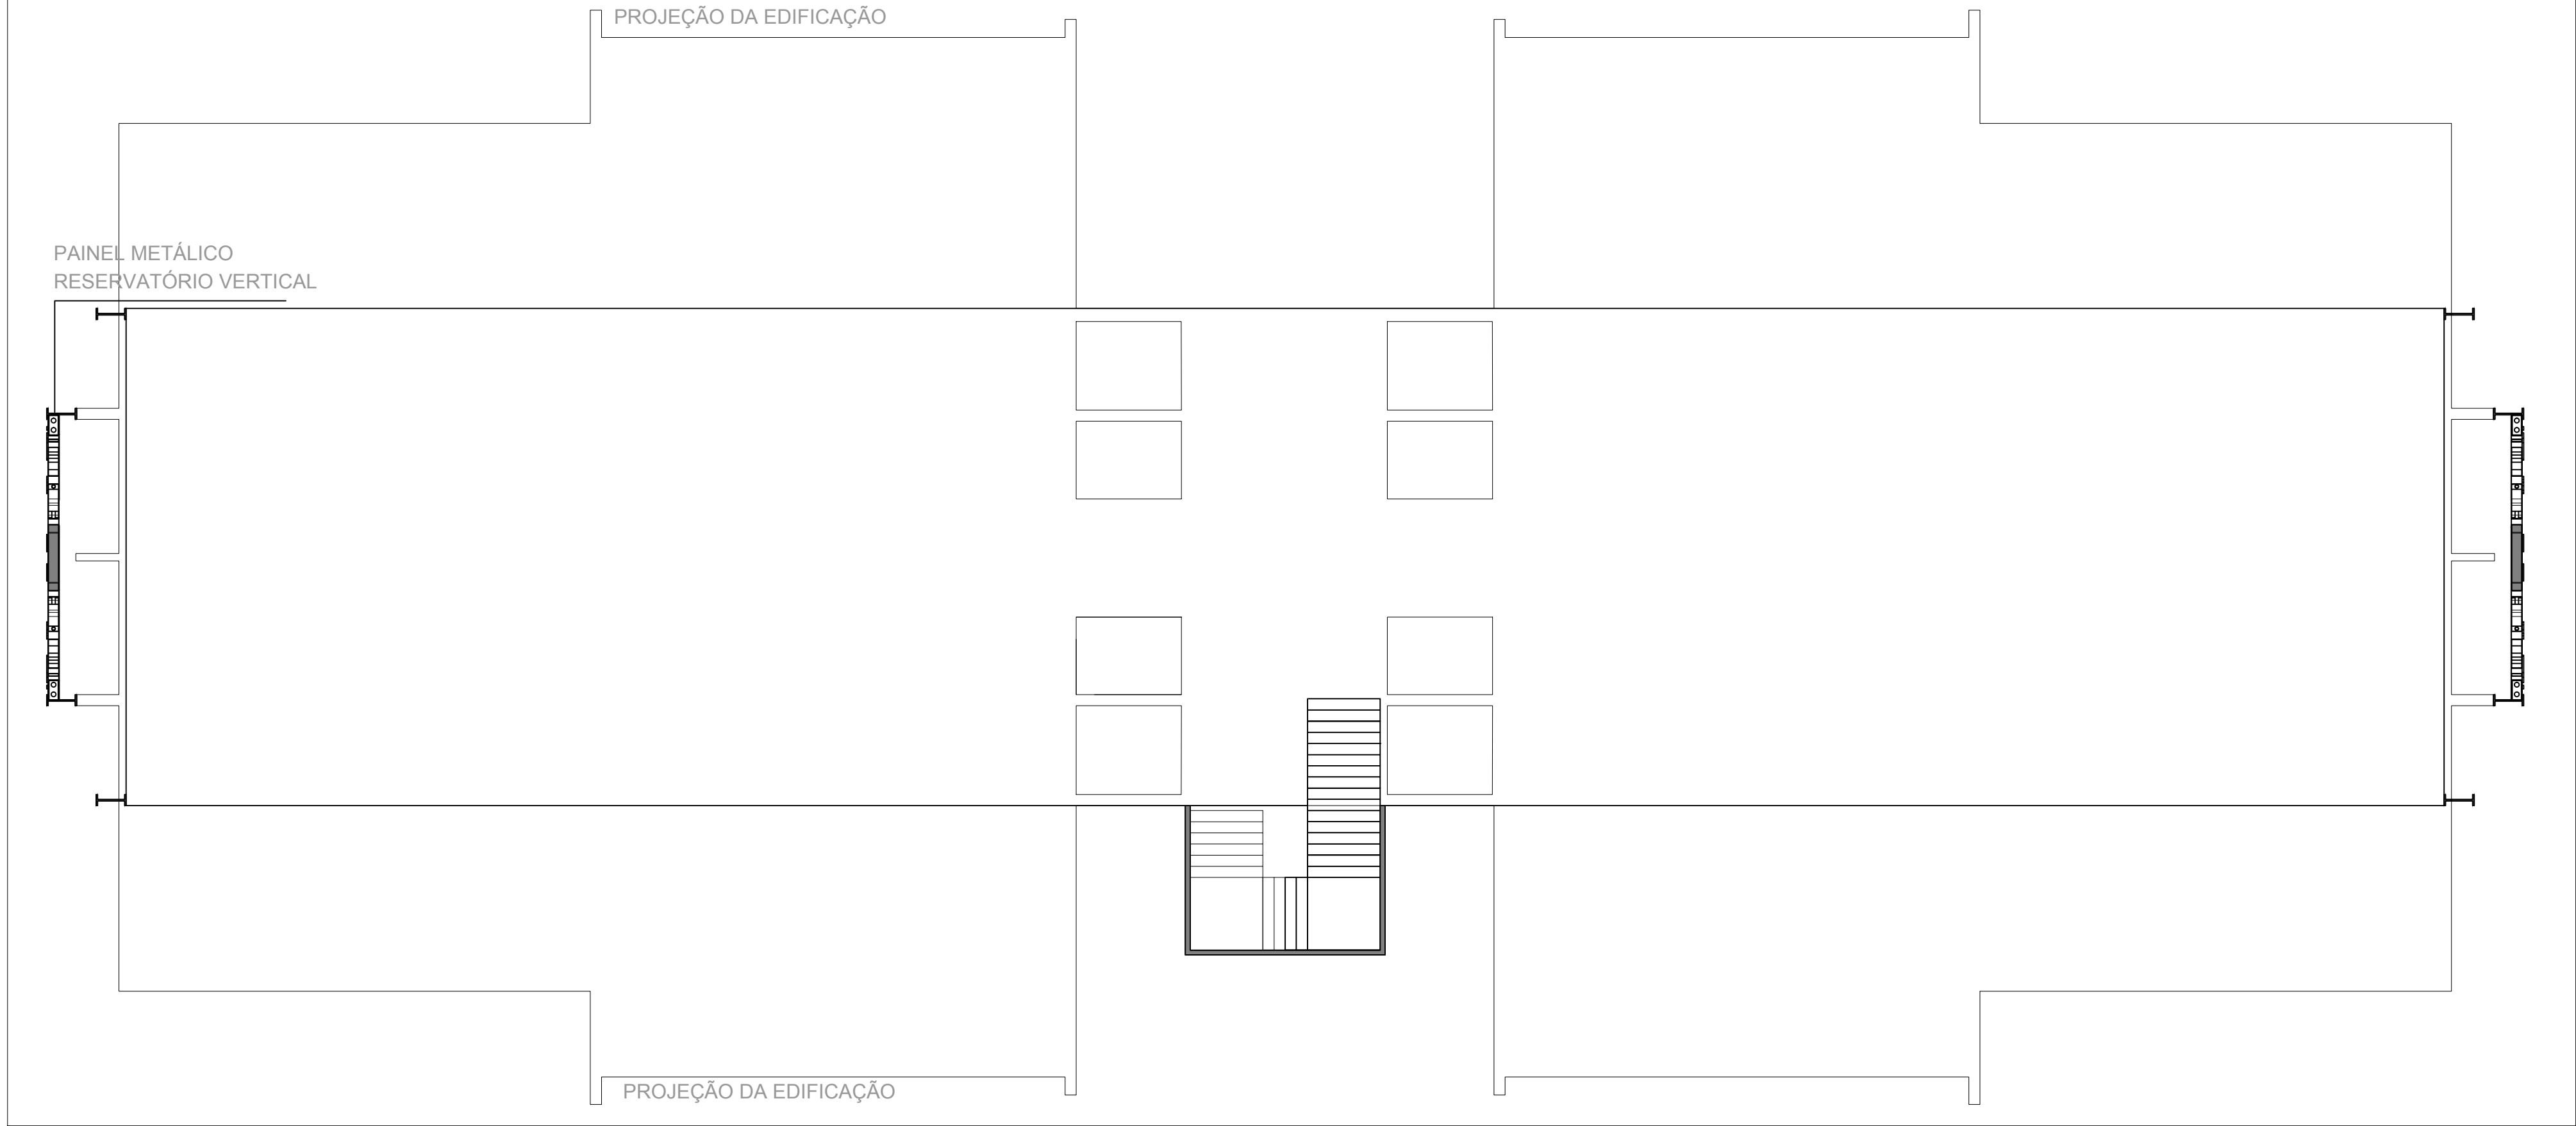 PROJEÇÃO DA EDIFICAÇÃO
PAINEL METÁLICO
RESERVATÓRIO VERTICAL
PROJEÇÃO DA EDIFICAÇÃO